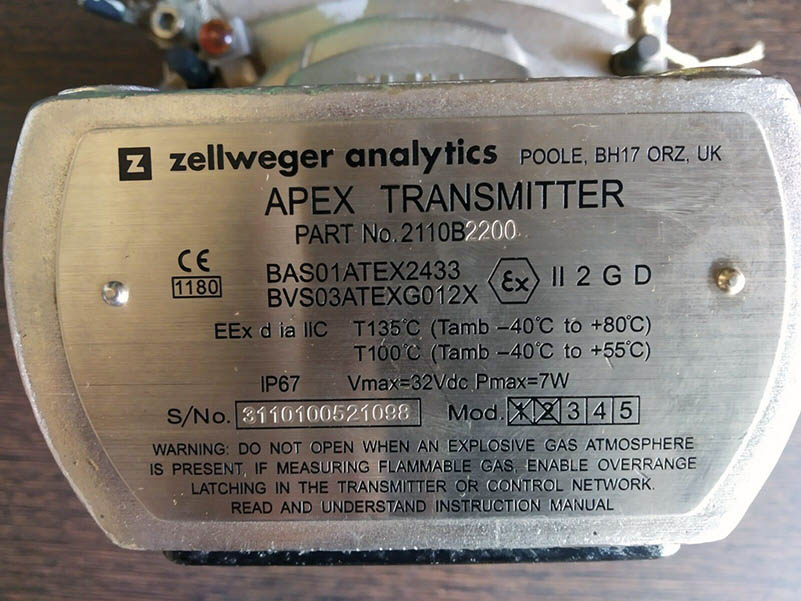 Z zellweger analytics POOLE, BH17 ORZ, UK
APEX TRANSMITTER
PART No. 2110B2200
CE
1180
BAS01ATEX2433
BVS03ATEXG012X
Ex II 2 G D
EEx d ia IIC T135°C (Tamb –40°C to +80°C)
T100°C (Tamb –40°C to +55°C)
IP67 Vmax=32Vdc Pmax=7W
S/No. 3110100521098 Mod. 1 2 3 4 5
WARNING: DO NOT OPEN WHEN AN EXPLOSIVE GAS ATMOSPHERE
IS PRESENT, IF MEASURING FLAMMABLE GAS, ENABLE OVERRANGE
LATCHING IN THE TRANSMITTER OR CONTROL NETWORK.
READ AND UNDERSTAND INSTRUCTION MANUAL